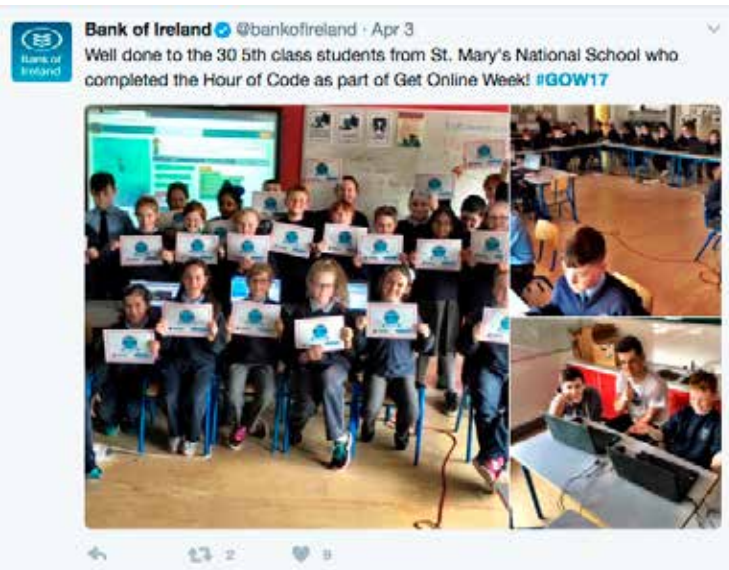 Bank of Ireland @bankofireland · Apr 3
Well done to the 30 5th class students from St. Mary's National School who
completed the Hour of Code as part of Get Online Week! #GOW17
Bank of
Ireland
2
9